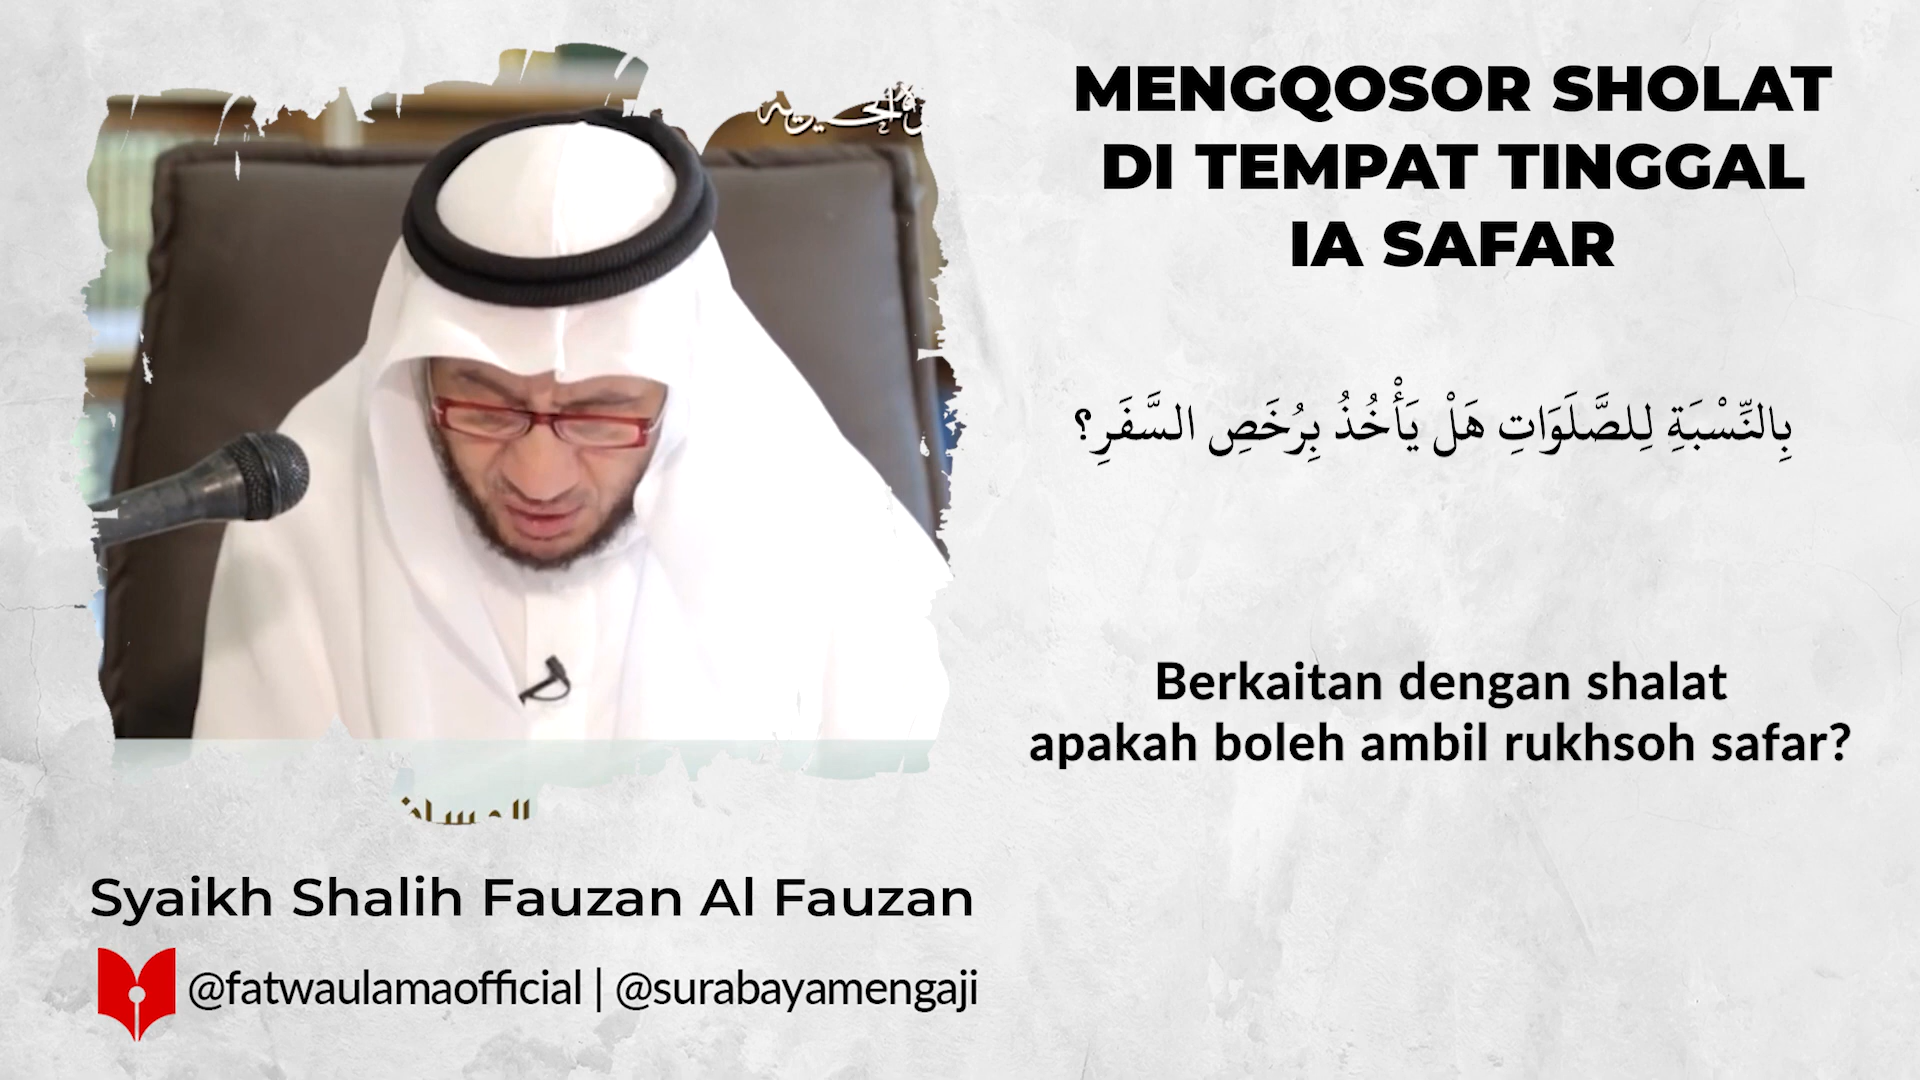 MENGQOSOR SHOLAT
DI TEMPAT TINGGAL
IA SAFAR
بِالنِّسْبَةِ لِلصَّلَوَاتِ هَلْ يَأْخُذُ بِرُخَصِ السَّفَرِ؟
Berkaitan dengan shalat
apakah boleh ambil rukhsoh safar?
Syaikh Shalih Fauzan Al Fauzan
@fatwaulamaofficial | @surabayamengaji